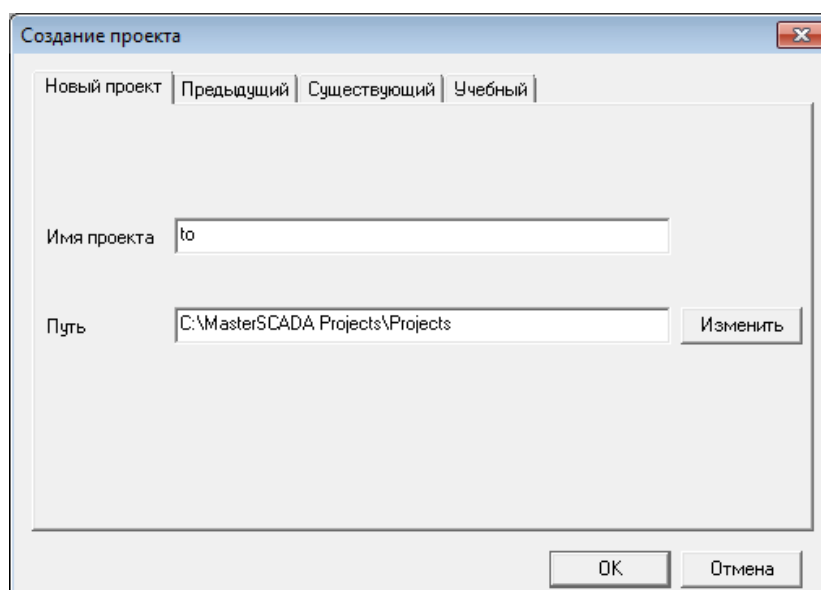 Создание проекта
Новый проект Предыдущий Существующий Учебный
Имя проекта to
Путь C:\MasterSCADA Projects\Projects Изменить
OK Отмена